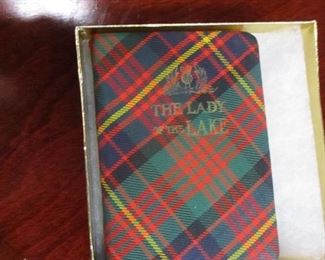 THE LADY
OF THE LAKE